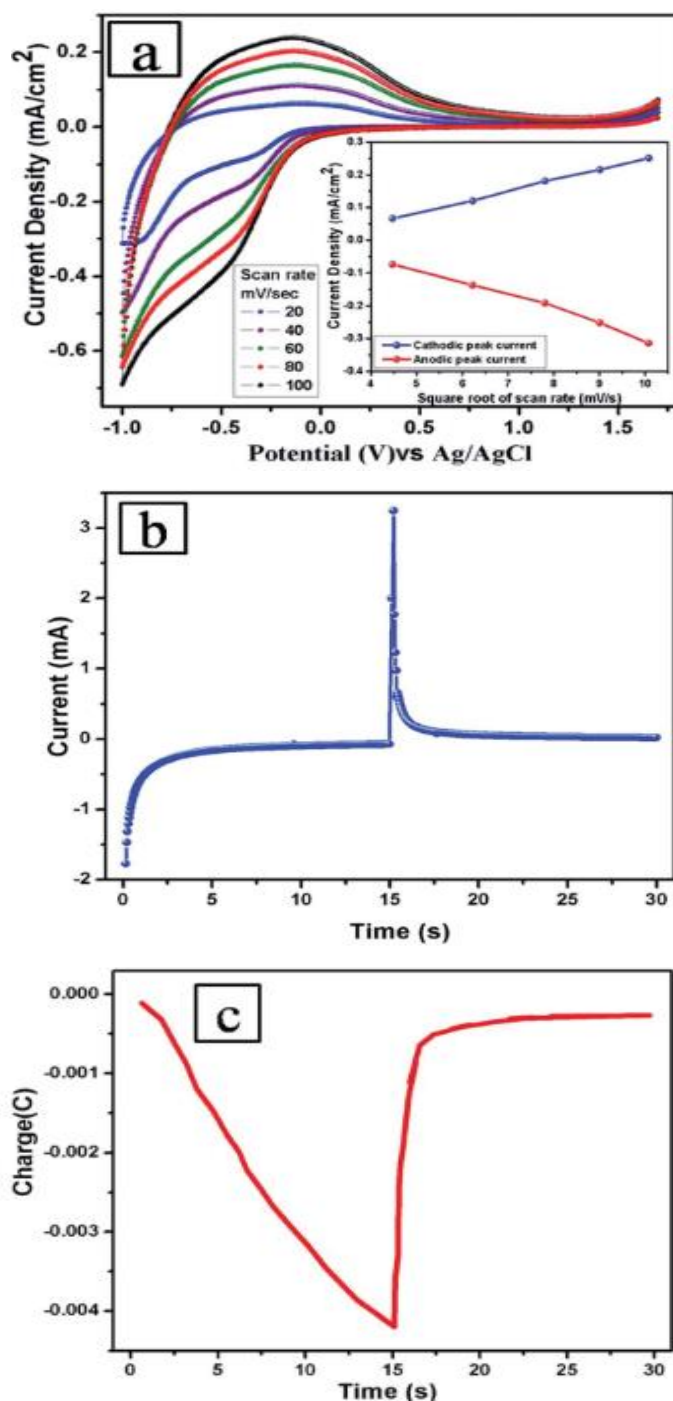 a
Current Density (mA/cm²)
0.2
0.0
-0.2
-0.4
-0.6
Scan rate
mV/sec
20
40
60
80
100
Current Density (mA/cm²)
0.4
0.3
0.2
0.1
0.0
-0.1
-0.2
-0.3
-0.4
Cathodic peak current
Anodic peak current
4 5 6 7 8 9 10
Square root of scan rate (mV/s)
-1.0 -0.5 0.0 0.5 1.0 1.5
Potential (V)vs Ag/AgCl
b
Current (mA)
3
2
1
0
-1
-2
0 5 10 15 20 25 30
Time (s)
c
Charge(C)
0.000
-0.001
-0.002
-0.003
-0.004
0 5 10 15 20 25 30
Time (s)